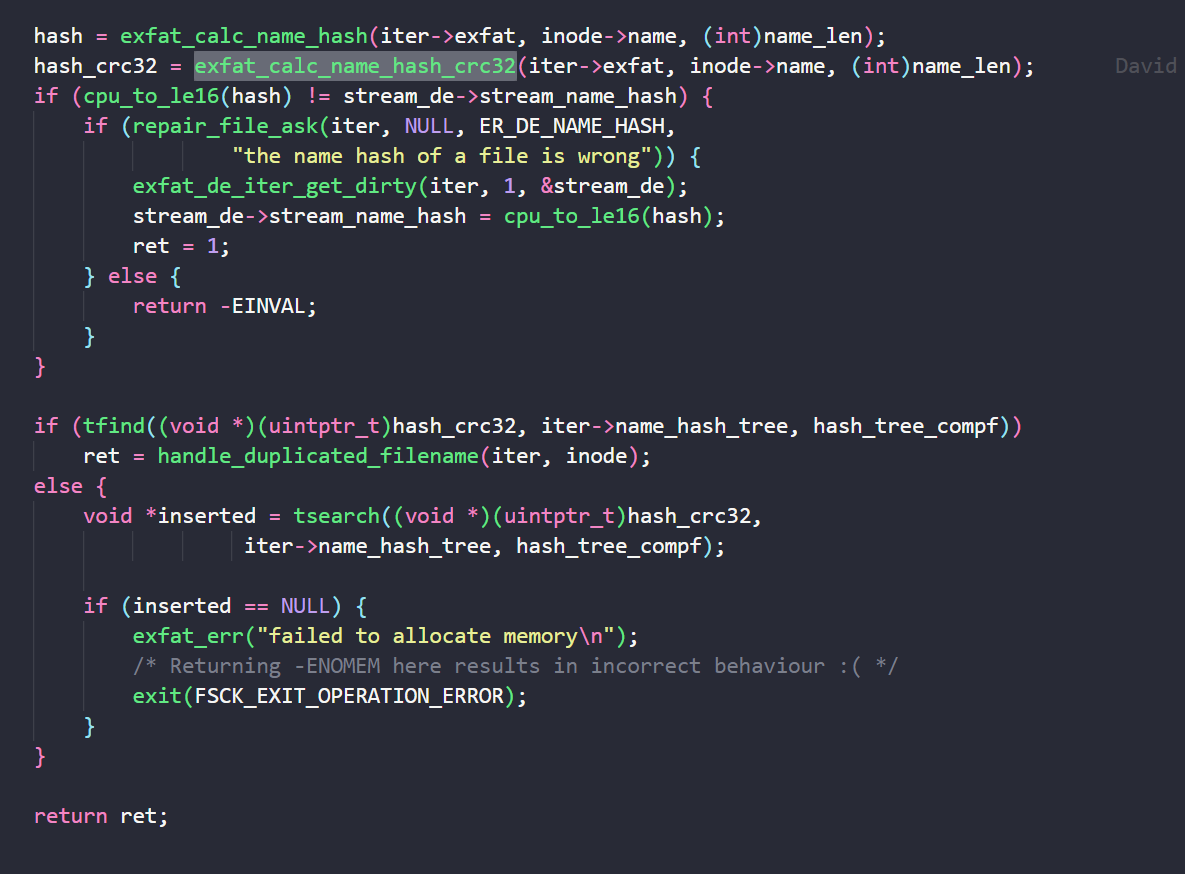 hash = exfat_calc_name_hash(iter->exfat, inode->name, (int)name_len);
hash_crc32 = exfat_calc_name_hash_crc32(iter->exfat, inode->name, (int)name_len); David
if (cpu_to_le16(hash) != stream_de->stream_name_hash) {
if (repair_file_ask(iter, NULL, ER_DE_NAME_HASH,
"the name hash of a file is wrong")) {
exfat_de_iter_get_dirty(iter, 1, &stream_de);
stream_de->stream_name_hash = cpu_to_le16(hash);
ret = 1;
} else {
return -EINVAL;
}
}
if (tfind((void *)(uintptr_t)hash_crc32, iter->name_hash_tree, hash_tree_compf))
ret = handle_duplicated_filename(iter, inode);
else {
void *inserted = tsearch((void *)(uintptr_t)hash_crc32,
iter->name_hash_tree, hash_tree_compf);
if (inserted == NULL) {
exfat_err("failed to allocate memory\n");
/* Returning -ENOMEM here results in incorrect behaviour :( */
exit(FSCK_EXIT_OPERATION_ERROR);
}
}
return ret;